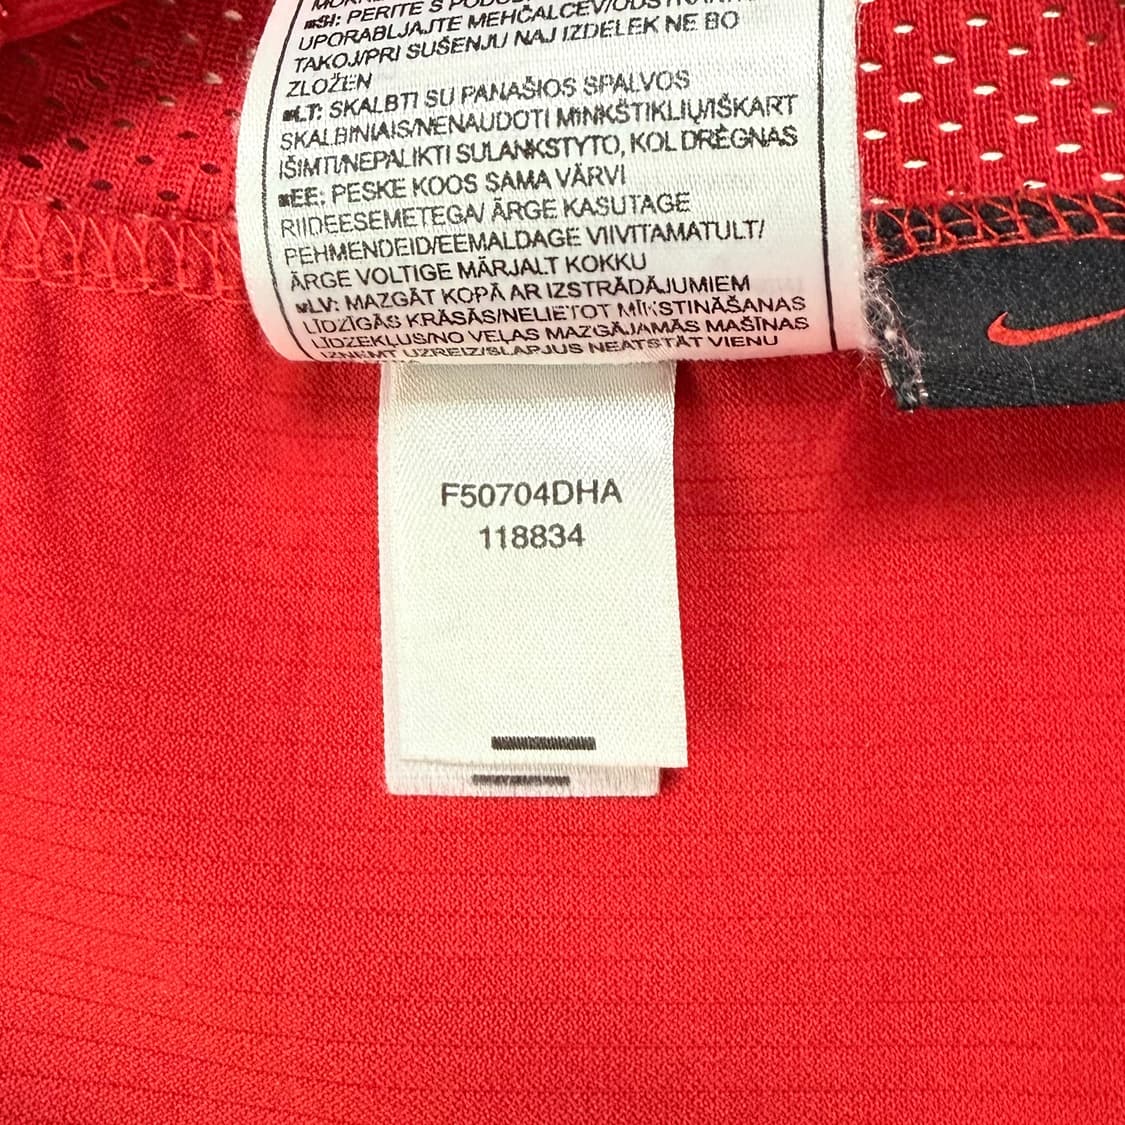 SI: PERITE S
UPORABLJAJTE MEHČALCEV/ODSTRANITE
TAKOJ/PRI SUŠENJU NAJ IZDELEK NE BO
ZLOŽEN
LT: SKALBTI SU PANAŠIOS SPALVOS
SKALBINIAIS/NENAUDOTI MINKŠTIKLIŲ/IŠKART
IŠIMTI/NEPALIKTI SULANKSTYTO, KOL DRĖGNAS
EE: PESKE KOOS SAMA VÄRVI
RIIDEESEMETEGA/ ÄRGE KASUTAGE
PEHMENDEID/EEMALDAGE VIIVITAMATULT/
ÄRGE VOLTIGE MÄRJALT KOKKU
LV: MAZGĀT KOPĀ AR IZSTRĀDĀJUMIEM
LĪDZĪGĀS KRĀSĀS/NELIETOT MĪKSTINĀŠANAS
LĪDZEKĻUS/NO VEĻAS MAZGĀJAMĀS MAŠĪNAS
IZŅEMT UZREIZ/SLAPJUS NEATSTĀT VIENU
F50704DHA
118834